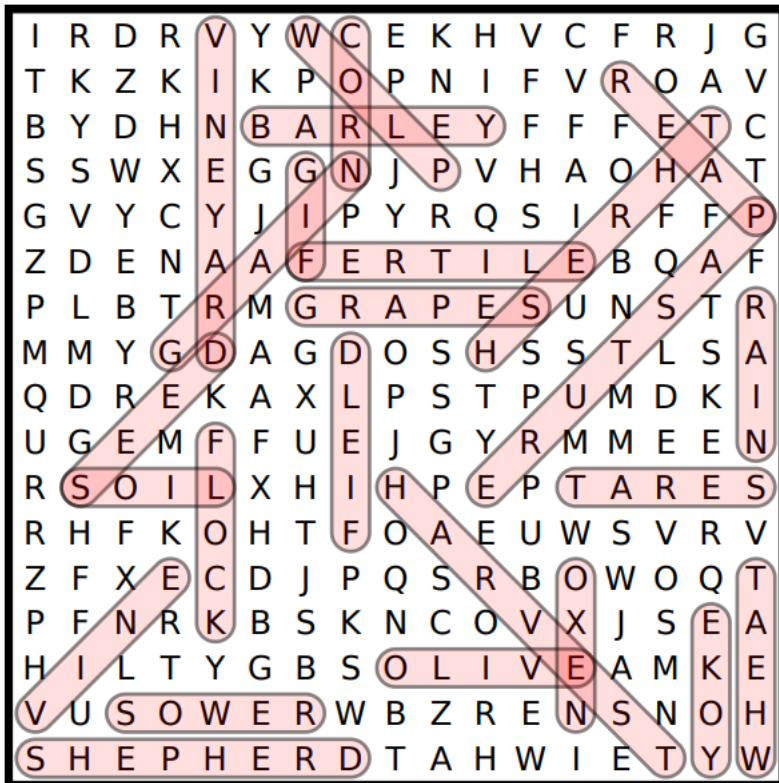 I R D R V Y W C E K H V C F R J G
T K Z K I K P O P N I F V R O A V
B Y D H N B A R L E Y F F F E T C
S S W X E G G N J P V H A O H A T
G V Y C Y J I P Y R Q S I R F F P
Z D E N A A F E R T I L E B Q A F
P L B T R M G R A P E S U N S T R
M M Y G D A G D O S H S S T L S A
Q D R E K A X L P S T P U M D K I
U G E M F F U E J G Y R M M E E N
R S O I L X H I H P E P T A R E S
R H F K O H T F O A E U W S V R V
Z F X E C D J P Q S R B O W O Q T
P F N R K B S K N C O V X J S E A
H I L T Y G B S O L I V E A M K E
V U S O W E R W B Z R E N S N O H
S H E P H E R D T A H W I E T Y W